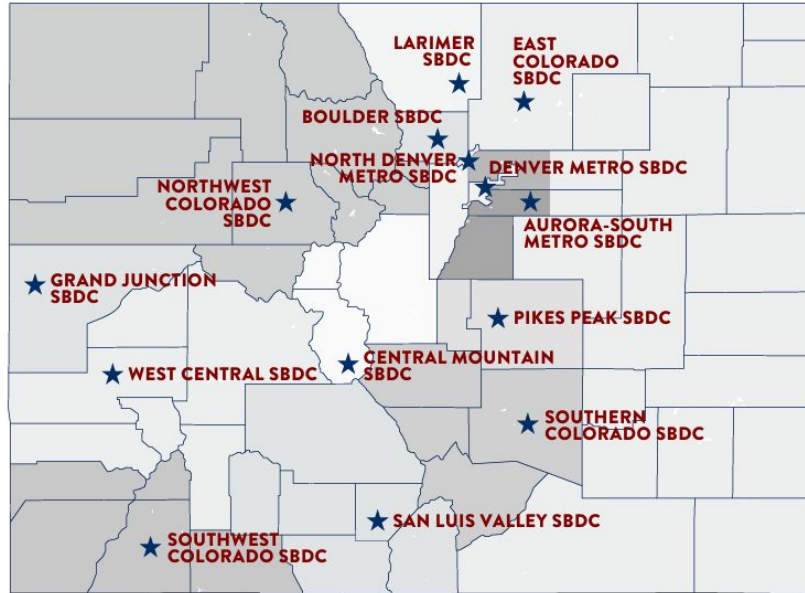 LARIMER
SBDC
EAST
COLORADO
SBDC
BOULDER SBDC
NORTH DENVER
METRO SBDC
DENVER METRO SBDC
NORTHWEST
COLORADO
SBDC
AURORA-SOUTH
METRO SBDC
GRAND JUNCTION
SBDC
PIKES PEAK SBDC
CENTRAL MOUNTAIN
SBDC
WEST CENTRAL SBDC
SOUTHERN
COLORADO SBDC
SAN LUIS VALLEY SBDC
SOUTHWEST
COLORADO SBDC